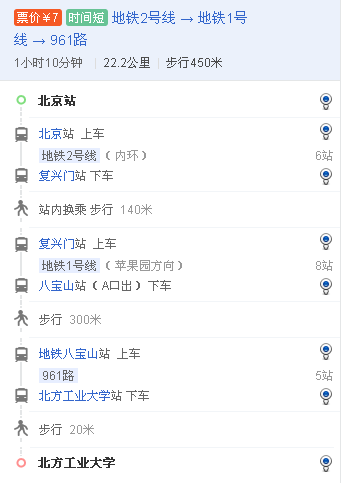 票价￥7 时间短 地铁2号线 → 地铁1号
线 → 961路
1小时10分钟 | 22.2公里 | 步行450米
北京站
北京站 上车
地铁2号线（内环） 6站
复兴门站 下车
站内换乘 步行 140米
复兴门站 上车
地铁1号线（苹果园方向） 8站
八宝山站（A口出）下车
步行 300米
地铁八宝山站 上车
961路 5站
北方工业大学站 下车
步行 20米
北方工业大学